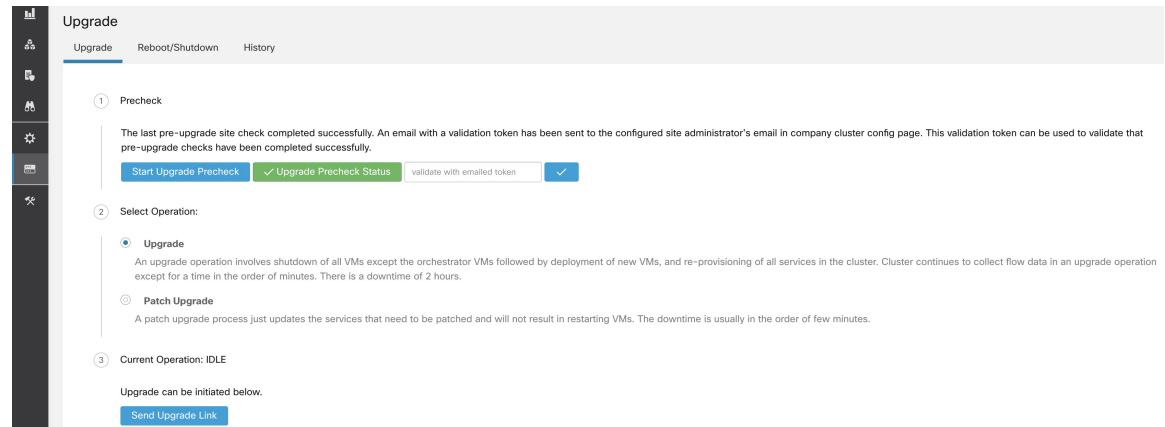 Upgrade
Upgrade Reboot/Shutdown History
1 Precheck
The last pre-upgrade site check completed successfully. An email with a validation token has been sent to the configured site administrator's email in company cluster config page. This validation token can be used to validate that
pre-upgrade checks have been completed successfully.
Start Upgrade Precheck ✓ Upgrade Precheck Status validate with emailed token ✓
2 Select Operation:
Upgrade
An upgrade operation involves shutdown of all VMs except the orchestrator VMs followed by deployment of new VMs, and re-provisioning of all services in the cluster. Cluster continues to collect flow data in an upgrade operation
except for a time in the order of minutes. There is a downtime of 2 hours.
Patch Upgrade
A patch upgrade process just updates the services that need to be patched and will not result in restarting VMs. The downtime is usually in the order of few minutes.
3 Current Operation: IDLE
Upgrade can be initiated below.
Send Upgrade Link